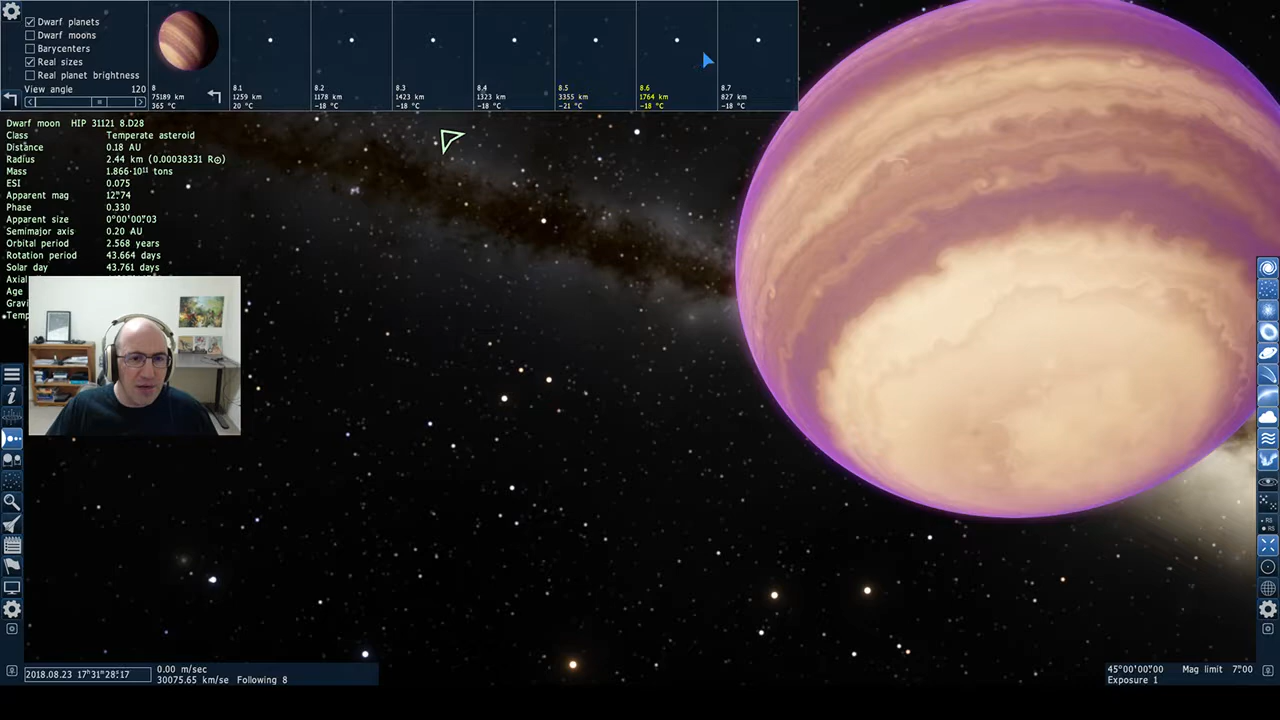 Dwarf planets
Dwarf moons
Barycenters
Real sizes
Real planet brightness
View angle 120
8
75189 km
365 °C
8.1
1259 km
20 °C
8.2
1178 km
-18 °C
8.3
1423 km
-18 °C
8.4
1323 km
-18 °C
8.5
3355 km
-21 °C
8.6
1764 km
-18 °C
8.7
827 km
-18 °C
Dwarf moon HIP 31121 8.D28
Class Temperate asteroid
Distance 0.18 AU
Radius 2.44 km (0.00038331 R⊙)
Mass 1.866·10¹¹ tons
ESI 0.075
Apparent mag 12.74
Phase 0.330
Apparent size 0°00'00"03
Semimajor axis 0.20 AU
Orbital period 2.568 years
Rotation period 43.664 days
Solar day 43.761 days
Axial
Age
Gravi
Temp
2018.08.23 17ʰ31ᵐ28ˢ17
0.00 m/sec
30075.65 km/se Following 8
45°00'00"00 Mag limit 7.00
Exposure 1